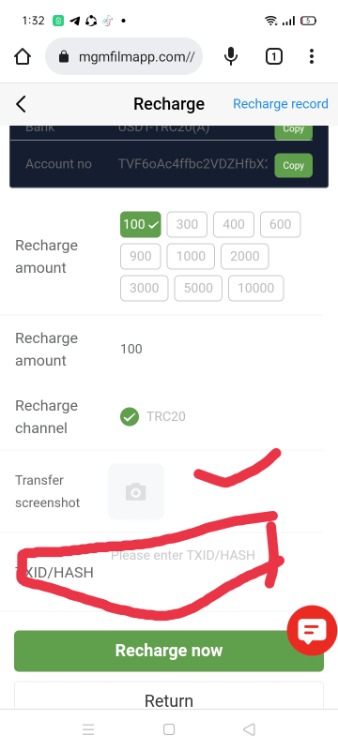 1:32
mgmfilmapp.com//
1
Recharge
Recharge record
Bank USDT-TRC20(A) Copy
Account no Copy
100 300 400 600
Recharge amount
900 1000 2000
3000 5000 10000
Recharge amount
100
Recharge channel
TRC20
Transfer screenshot
Please enter TXID/HASH
TXID/HASH
Recharge now
Return